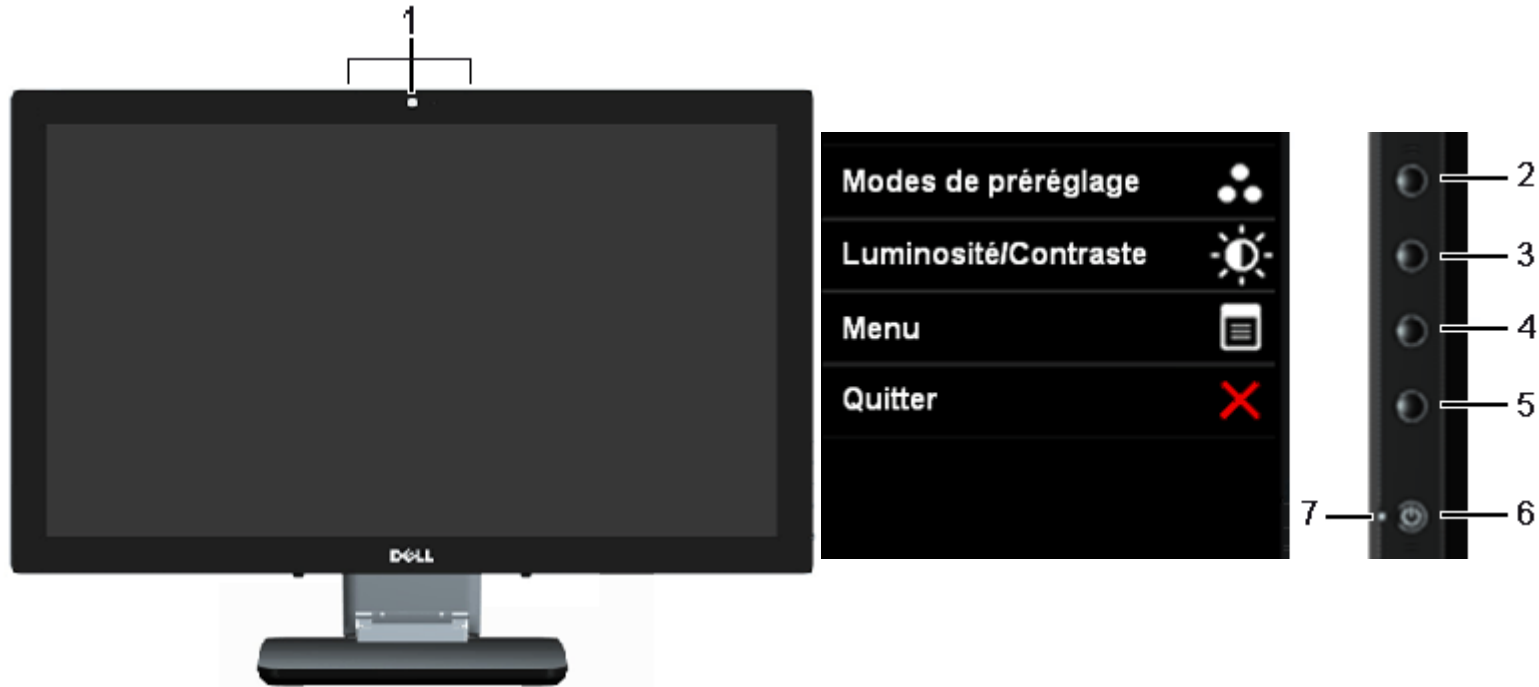 1
DELL
Modes de préréglage
Luminosité/Contraste
Menu
Quitter
2
3
4
5
6
7